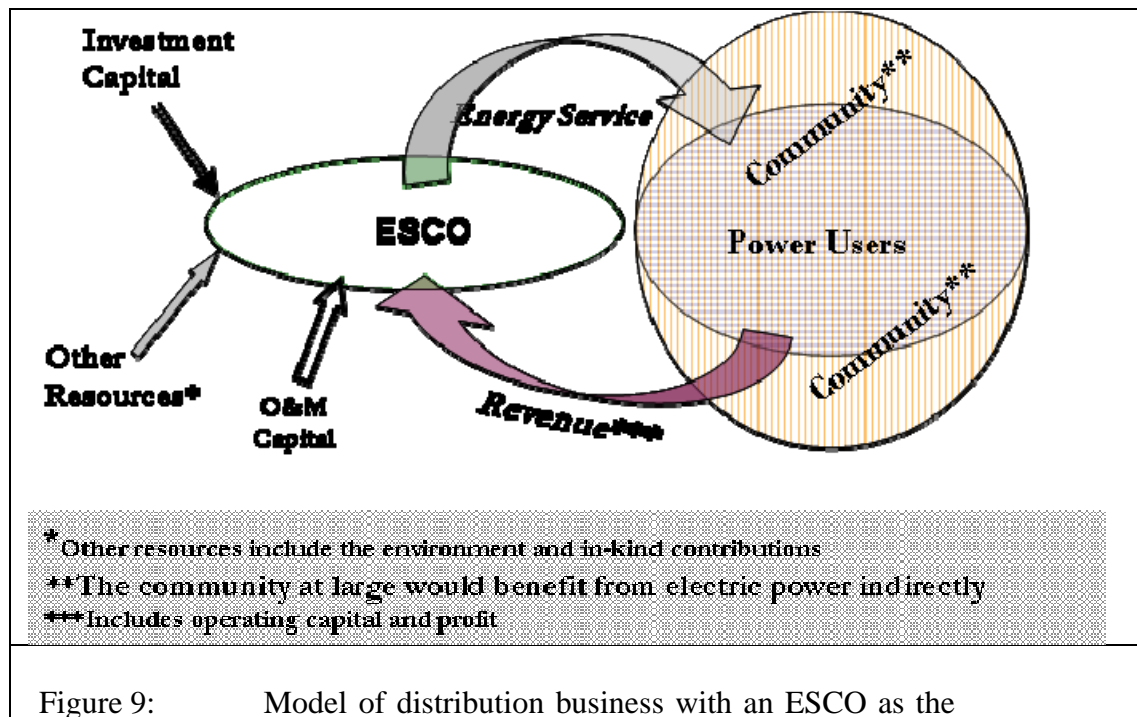 Investment
Capital
Energy Service
Community**
ESCO
Power Users
Community**
Other
Resources*
O&M
Capital
Revenue***
*Other resources include the environment and in-kind contributions
**The community at large would benefit from electric power indirectly
***Includes operating capital and profit
Figure 9: Model of distribution business with an ESCO as the